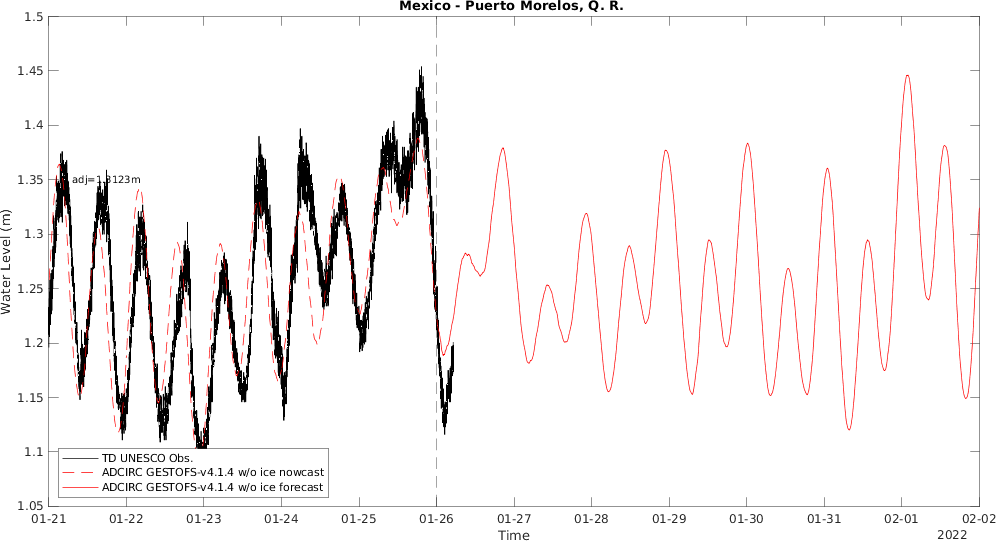 Mexico - Puerto Morelos, Q. R.
Water Level (m)
1.5
1.45
1.4
1.35
1.3
1.25
1.2
1.15
1.1
1.05
adj=1.3123m
TD UNESCO Obs.
ADCIRC GESTOFS-v4.1.4 w/o ice nowcast
ADCIRC GESTOFS-v4.1.4 w/o ice forecast
01-21 01-22 01-23 01-24 01-25 01-26 01-27 01-28 01-29 01-30 01-31 02-01 02-02
Time
2022